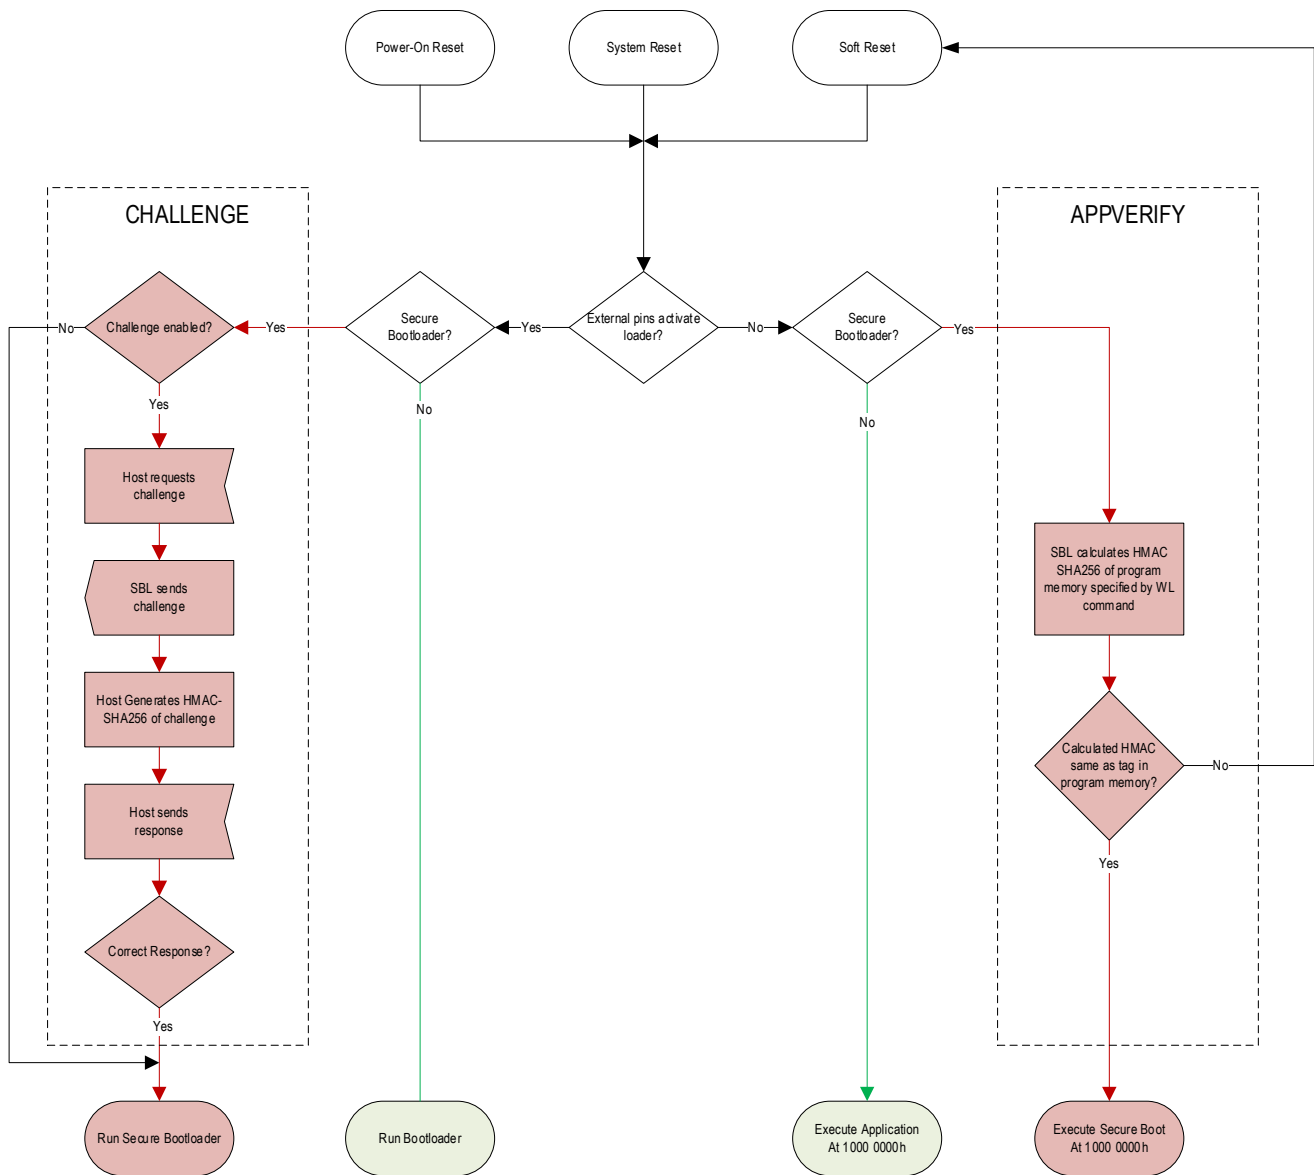 Power-On Reset
System Reset
Soft Reset
CHALLENGE
APPVERIFY
Challenge enabled?
No
Yes
Secure
Bootloader?
Yes
External pins activate
loader?
No
Secure
Bootloader?
Yes
Yes
No
No
Host requests
challenge
SBL sends
challenge
SBL calculates HMAC
SHA256 of program
memory specified by WL
command
Host Generates HMAC-
SHA256 of challenge
Calculated HMAC
same as tag in
program memory?
No
Host sends
response
Yes
Correct Response?
Yes
Run Secure Bootloader
Run Bootloader
Execute Application
At 1000 0000h
Execute Secure Boot
At 1000 0000h